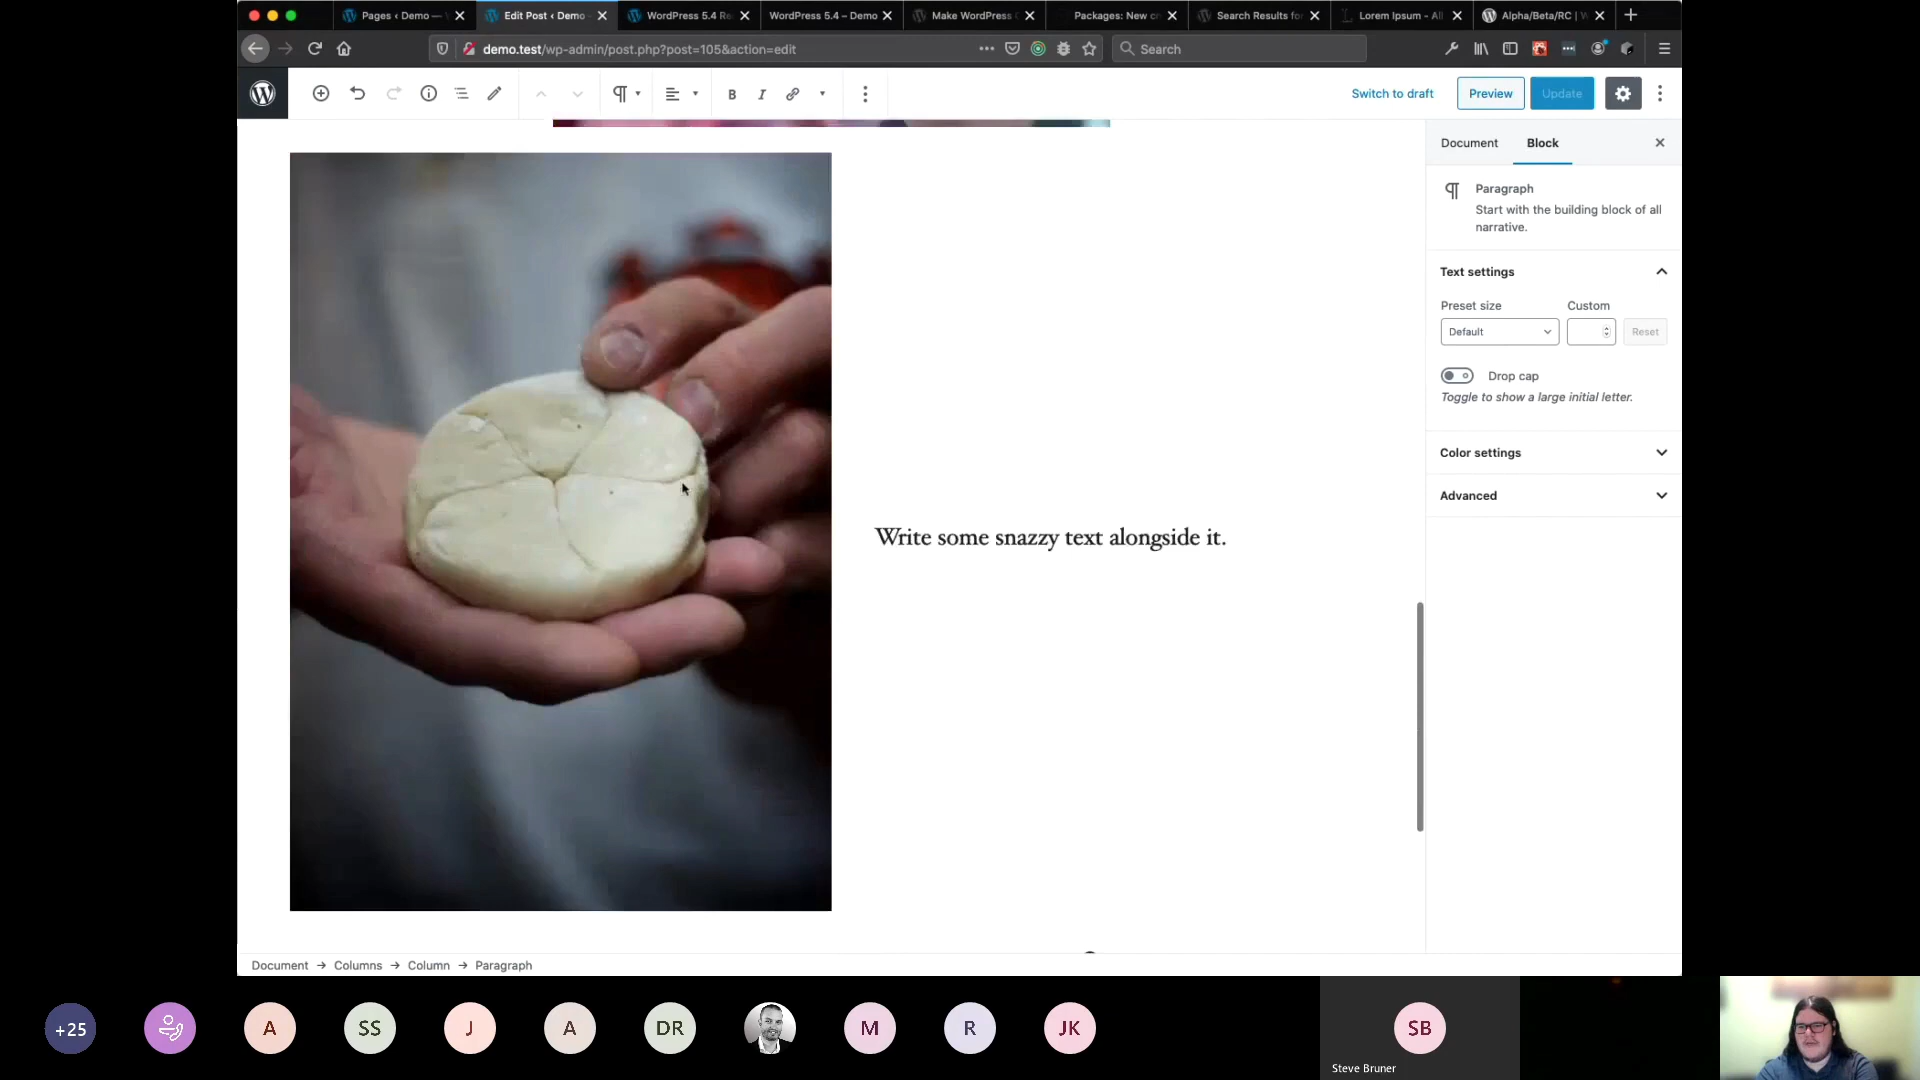 Pages ‹ Demo —
Edit Post ‹ Demo
WordPress 5.4 Re
WordPress 5.4 – Demo
Make WordPress
Packages: New
Search Results fo
Lorem Ipsum - All
Alpha/Beta/RC |
demo.test/wp-admin/post.php?post=105&action=edit
Search
B
I
Switch to draft
Preview
Update
Document
Block
Paragraph
Start with the building block of all
narrative.
Text settings
Preset size
Custom
Default
Reset
Drop cap
Toggle to show a large initial letter.
Color settings
Advanced
Write some snazzy text alongside it.
Document → Columns → Column → Paragraph
+25
A
SS
J
A
DR
M
R
JK
SB
Steve Bruner